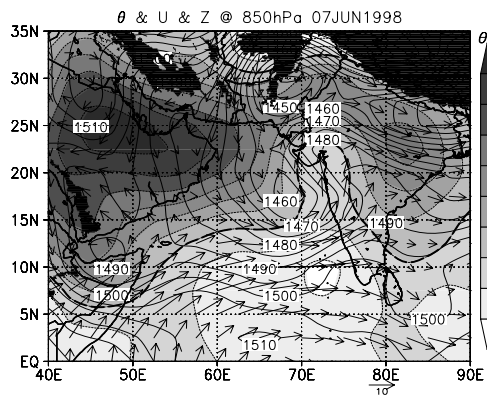 θ & U & Z @ 850hPa 07JUN1998
θ
35N
30N
25N
20N
15N
10N
5N
EQ
1450 1460
1470
1510
1480
1460
1470
1490
1480
1490 1490
1500 1500
1500
1510
40E 50E 60E 70E 80E 90E
10